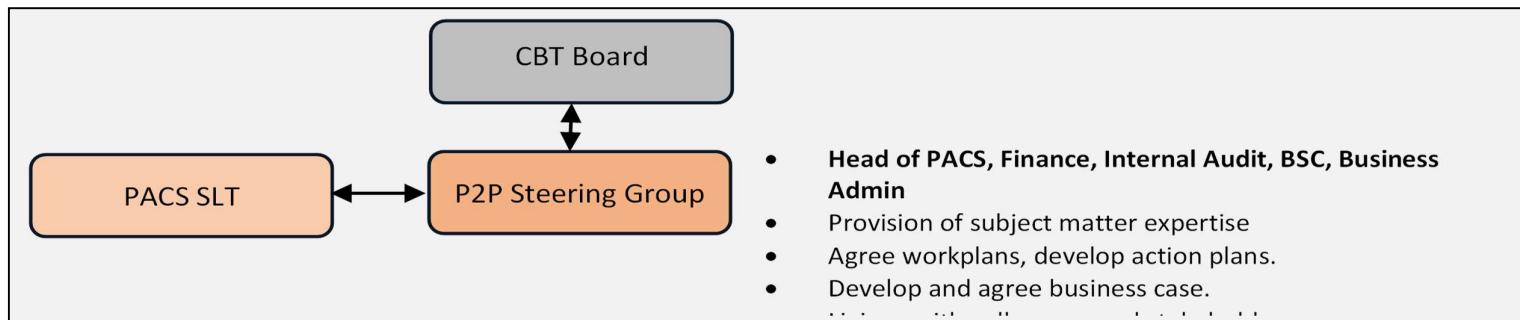 CBT Board
PACS SLT
P2P Steering Group
• Head of PACS, Finance, Internal Audit, BSC, Business
Admin
• Provision of subject matter expertise
• Agree workplans, develop action plans.
• Develop and agree business case.